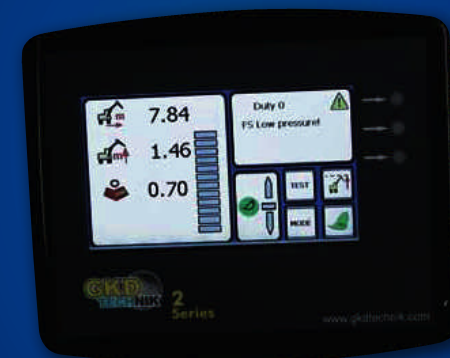 m 7.84
m 1.46
0.70
Duty 0
PS Low pressure!
TEST
MODE
GKD
TECHNIK
2
Series
www.gkdtechnik.com